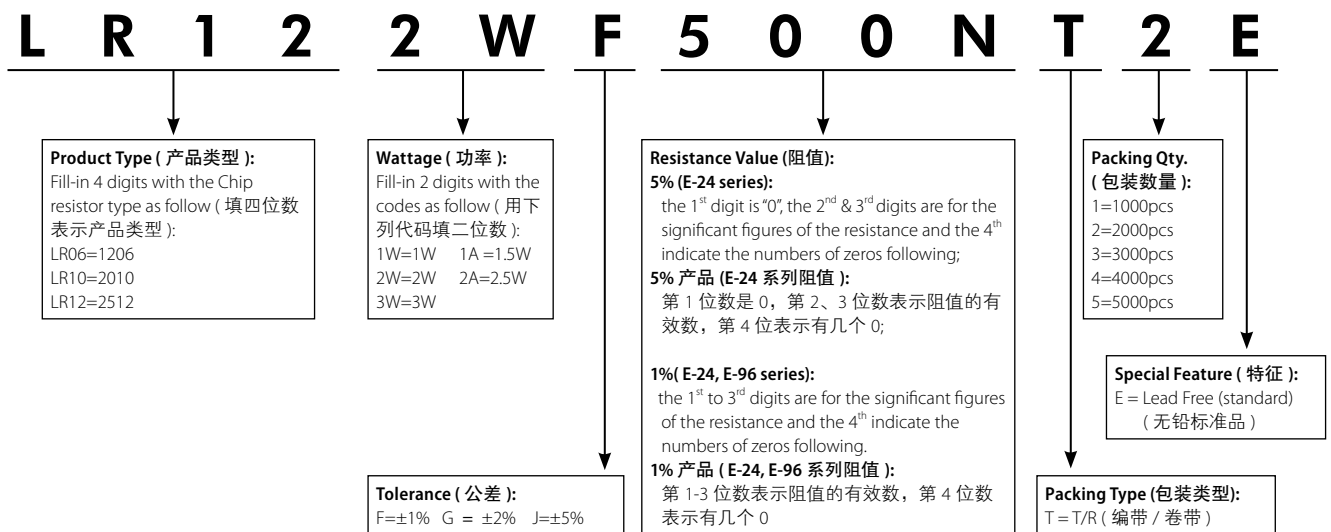 L R 1 2 2 W F 5 0 0 N T 2 E
Product Type ( 产品类型 ):
Fill-in 4 digits with the Chip
resistor type as follow ( 填四位数
表示产品类型 ):
LR06=1206
LR10=2010
LR12=2512
Wattage ( 功率 ):
Fill-in 2 digits with the
codes as follow ( 用下
列代码填二位数 ):
1W=1W 1A =1.5W
2W=2W 2A=2.5W
3W=3W
Tolerance ( 公差 ):
F=±1% G = ±2% J=±5%
Resistance Value (阻值):
5% (E-24 series):
the 1st digit is "0", the 2nd & 3rd digits are for the
significant figures of the resistance and the 4th
indicate the numbers of zeros following;
5% 产品 (E-24 系列阻值 ):
第 1 位数是 0，第 2、3 位数表示阻值的有
效数，第 4 位表示有几个 0;
1%( E-24, E-96 series):
the 1st to 3rd digits are for the significant figures
of the resistance and the 4th indicate the
numbers of zeros following.
1% 产品 ( E-24, E-96 系列阻值 ):
第 1-3 位数表示阻值的有效数，第 4 位数
表示有几个 0
Packing Qty.
( 包装数量 ):
1=1000pcs
2=2000pcs
3=3000pcs
4=4000pcs
5=5000pcs
Special Feature ( 特征 ):
E = Lead Free (standard)
( 无铅标准品 )
Packing Type (包装类型):
T = T/R ( 编带 / 卷带 )